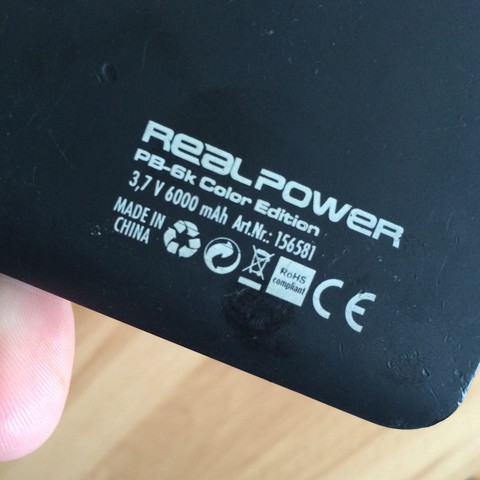 REALPOWER
PB-6k Color Edition
3,7 V 6000 mAh Art.Nr.: 156581
MADE IN
CHINA
RoHS
compliant
CE